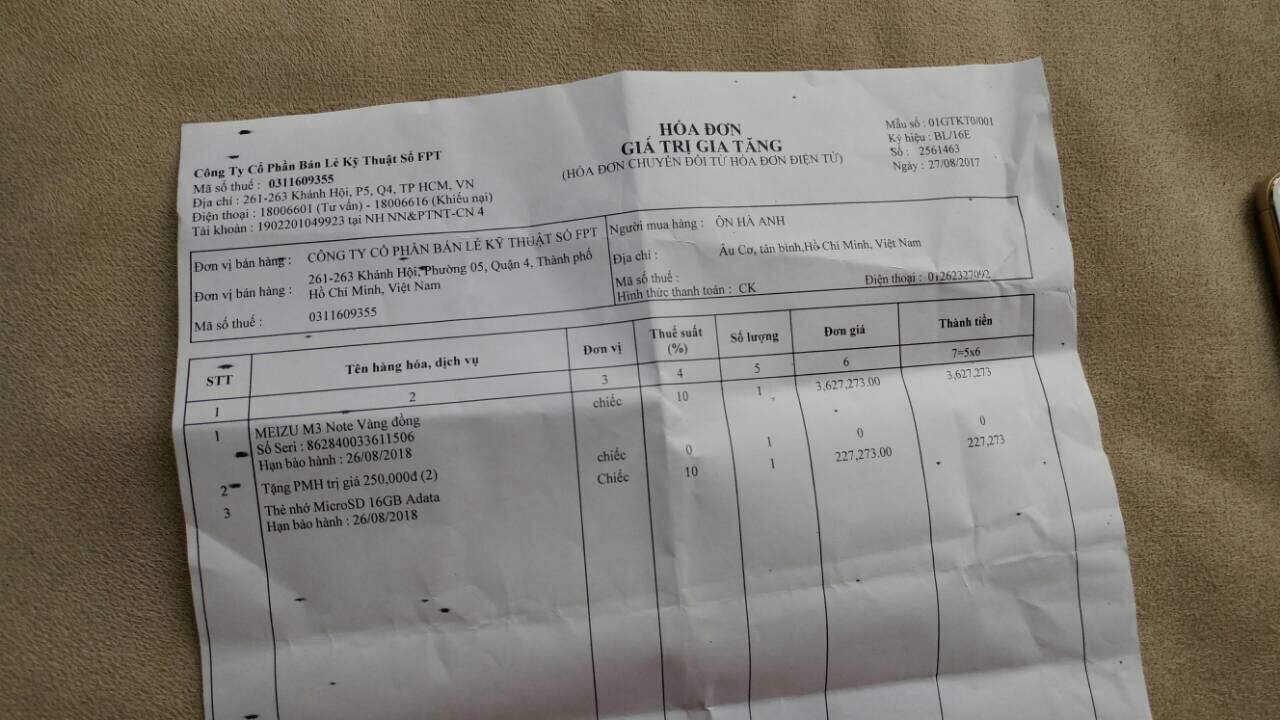 Công Ty Cổ Phần Bán Lẻ Kỹ Thuật Số FPT
Mã số thuế : 0311609355
Địa chỉ : 261-263 Khánh Hội, P5, Q4, TP HCM, VN
Điện thoại : 18006601 (Tư vấn) - 18006616 (Khiếu nại)
Tài khoản : 1902201049923 tại NH NN&PTNT-CN 4
HÓA ĐƠN
GIÁ TRỊ GIA TĂNG
(HÓA ĐƠN CHUYỂN ĐỔI TỪ HÓA ĐƠN ĐIỆN TỬ)
Mẫu số : 01GTKT0/001
Ký hiệu : BL/16E
Số : 2561463
Ngày : 27/08/2017
Đơn vị bán hàng : CÔNG TY CỔ PHẦN BÁN LẺ KỸ THUẬT SỐ FPT
Đơn vị bán hàng : 261-263 Khánh Hội, Phường 05, Quận 4, Thành phố
Hồ Chí Minh, Việt Nam
Mã số thuế : 0311609355
Người mua hàng : ÔN HÀ ANH
Địa chỉ : Âu Cơ, tân bình,Hồ Chí Minh, Việt Nam
Mã số thuế : Điện thoại : 01262327092
Hình thức thanh toán : CK
STT Tên hàng hóa, dịch vụ Đơn vị Thuế suất (%) Số lượng Đơn giá Thành tiền
1 2 3 4 5 6 7=5x6
1 MEIZU M3 Note Vàng đồng chiếc 10 1 3,627,273.00 3,627,273
Số Seri : 862840033611506
Hạn bảo hành : 26/08/2018
2 Tặng PMH trị giá 250,000đ (2) chiếc 0 1 0 0
3 Thẻ nhớ MicroSD 16GB Adata Chiếc 10 1 227,273.00 227,273
Hạn bảo hành : 26/08/2018